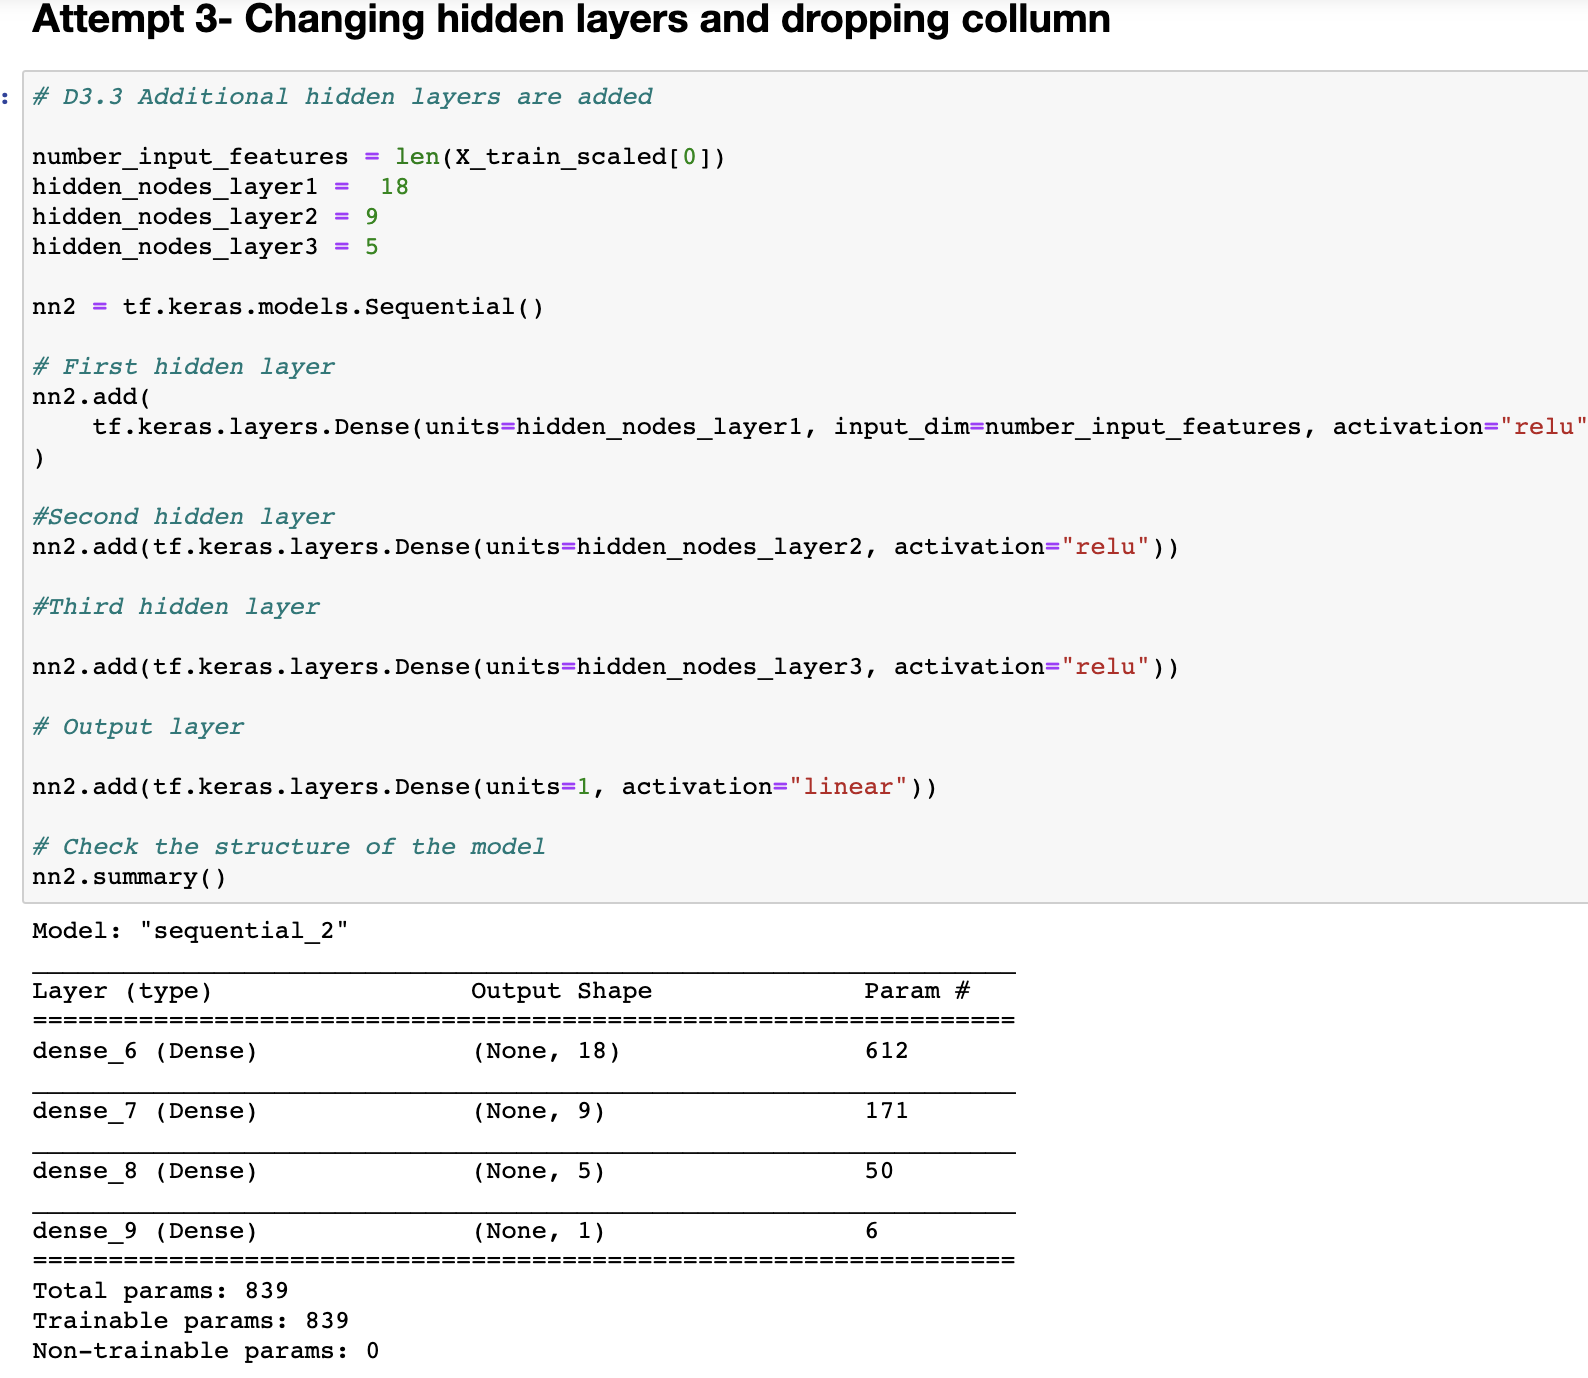 Attempt 3- Changing hidden layers and dropping collumn
: # D3.3 Additional hidden layers are added
number_input_features = len(X_train_scaled[0])
hidden_nodes_layer1 =  18
hidden_nodes_layer2 = 9
hidden_nodes_layer3 = 5
nn2 = tf.keras.models.Sequential()
# First hidden layer
nn2.add(
    tf.keras.layers.Dense(units=hidden_nodes_layer1, input_dim=number_input_features, activation="relu"
)
#Second hidden layer
nn2.add(tf.keras.layers.Dense(units=hidden_nodes_layer2, activation="relu"))
#Third hidden layer
nn2.add(tf.keras.layers.Dense(units=hidden_nodes_layer3, activation="relu"))
# Output layer
nn2.add(tf.keras.layers.Dense(units=1, activation="linear"))
# Check the structure of the model
nn2.summary()
Model: "sequential_2"
Layer (type) Output Shape Param #
=================================================================
dense_6 (Dense) (None, 18) 612
dense_7 (Dense) (None, 9) 171
dense_8 (Dense) (None, 5) 50
dense_9 (Dense) (None, 1) 6
=================================================================
Total params: 839
Trainable params: 839
Non-trainable params: 0